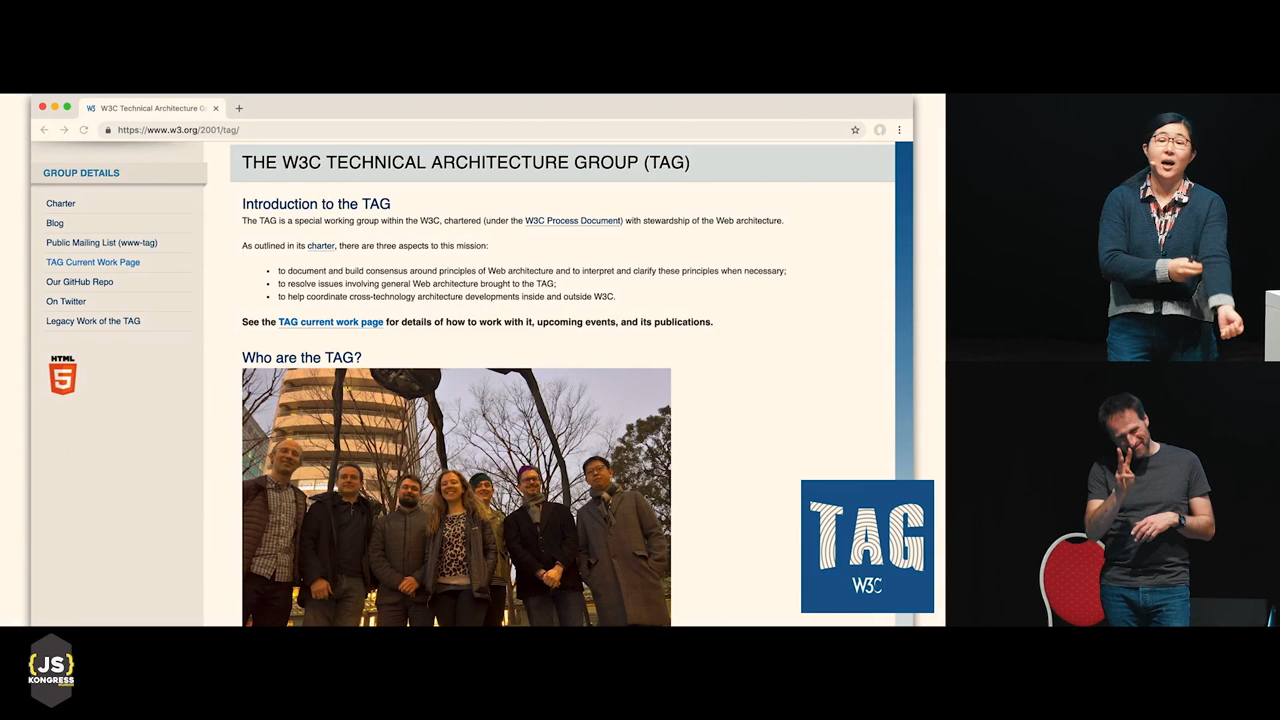 W3 W3C Technical Architecture G
https://www.w3.org/2001/tag/
GROUP DETAILS
Charter
Blog
Public Mailing List (www-tag)
TAG Current Work Page
Our GitHub Repo
On Twitter
Legacy Work of the TAG
HTML
5
THE W3C TECHNICAL ARCHITECTURE GROUP (TAG)
Introduction to the TAG
The TAG is a special working group within the W3C, chartered (under the W3C Process Document) with stewardship of the Web architecture.
As outlined in its charter, there are three aspects to this mission:
• to document and build consensus around principles of Web architecture and to interpret and clarify these principles when necessary;
• to resolve issues involving general Web architecture brought to the TAG;
• to help coordinate cross-technology architecture developments inside and outside W3C.
See the TAG current work page for details of how to work with it, upcoming events, and its publications.
Who are the TAG?
TAG
W3C
{JS}
KONGRESS